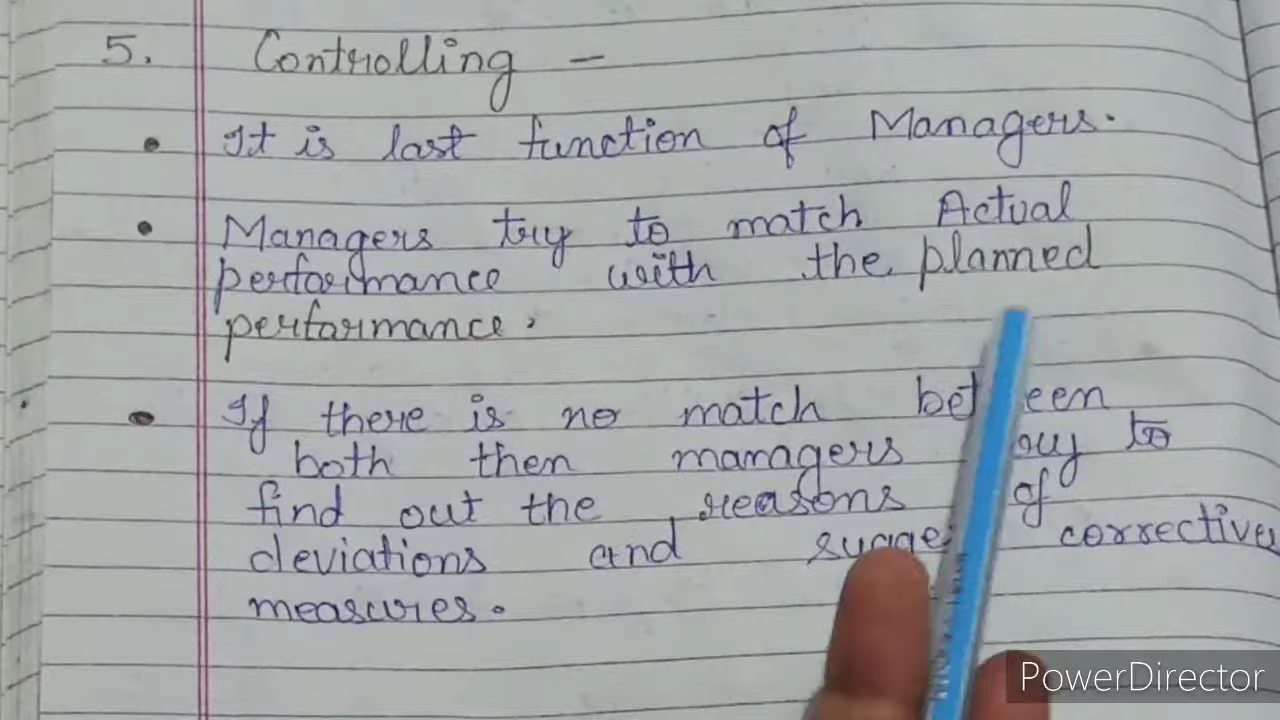 5. Controlling -
• It is last function of Managers.
• Managers try to match Actual
performance with the planned
performance.
• If there is no match between
both then managers try to
find out the reasons of
deviations and corrective
measures.
PowerDirector